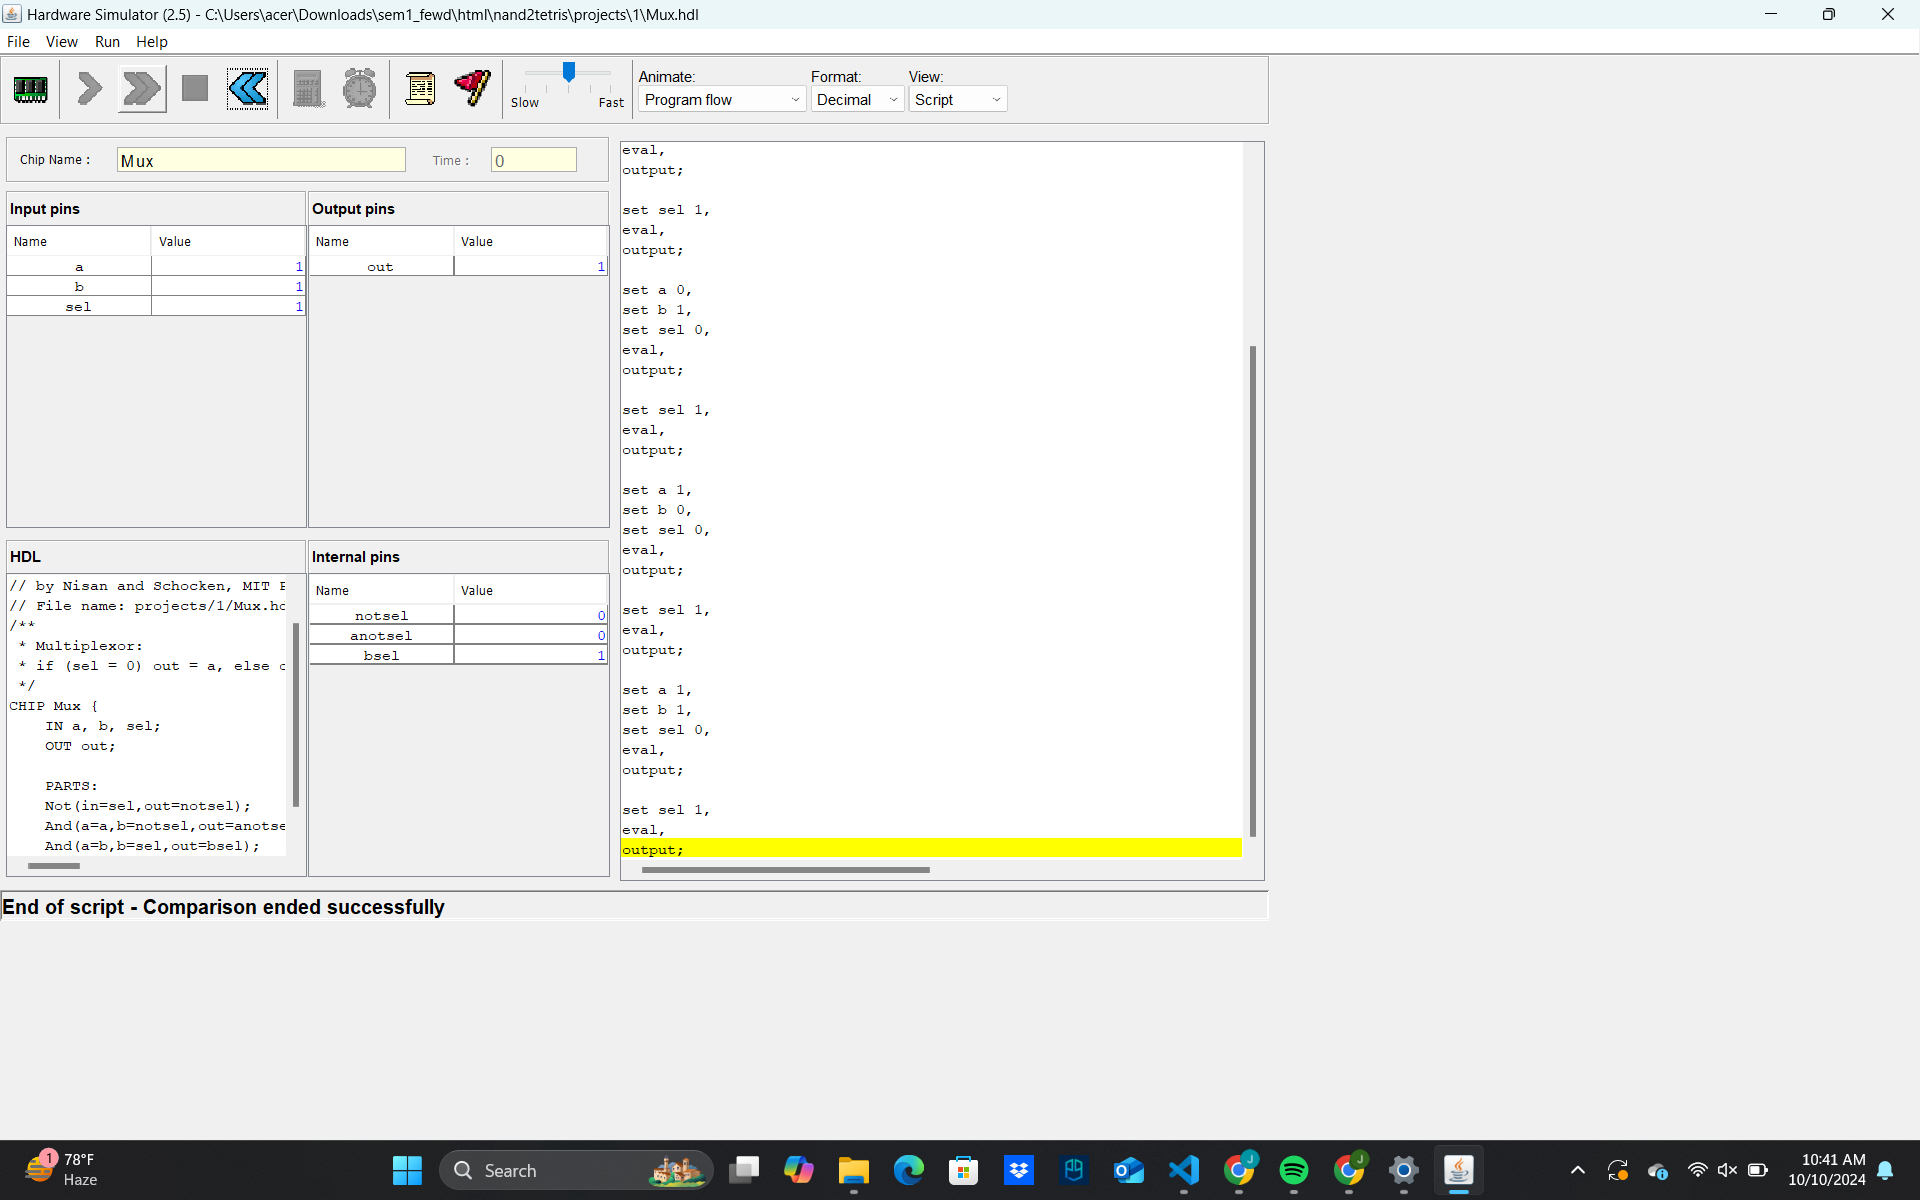 Hardware Simulator (2.5) - C:\Users\acer\Downloads\sem1_fewd\html\nand2tetris\projects\1\Mux.hdl
File View Run Help
Slow Fast
Animate: Format: View:
Program flow Decimal Script
Chip Name : Mux Time : 0
Input pins
Name Value
a 1
b 1
sel 1
Output pins
Name Value
out 1
HDL
// by Nisan and Schocken, MIT
// File name: projects/1/Mux.hd
/**
* Multiplexor:
* if (sel = 0) out = a, else
*/
CHIP Mux {
IN a, b, sel;
OUT out;
PARTS:
Not(in=sel,out=notsel);
And(a=a,b=notsel,out=anotse
And(a=b,b=sel,out=bsel);
Internal pins
Name Value
notsel 0
anotsel 0
bsel 1
eval,
output;
set sel 1,
eval,
output;
set a 0,
set b 1,
set sel 0,
eval,
output;
set sel 1,
eval,
output;
set a 1,
set b 0,
set sel 0,
eval,
output;
set sel 1,
eval,
output;
set a 1,
set b 1,
set sel 0,
eval,
output;
set sel 1,
eval,
output;
End of script - Comparison ended successfully
1
78°F
Haze
Search
J
J
10:41 AM
10/10/2024